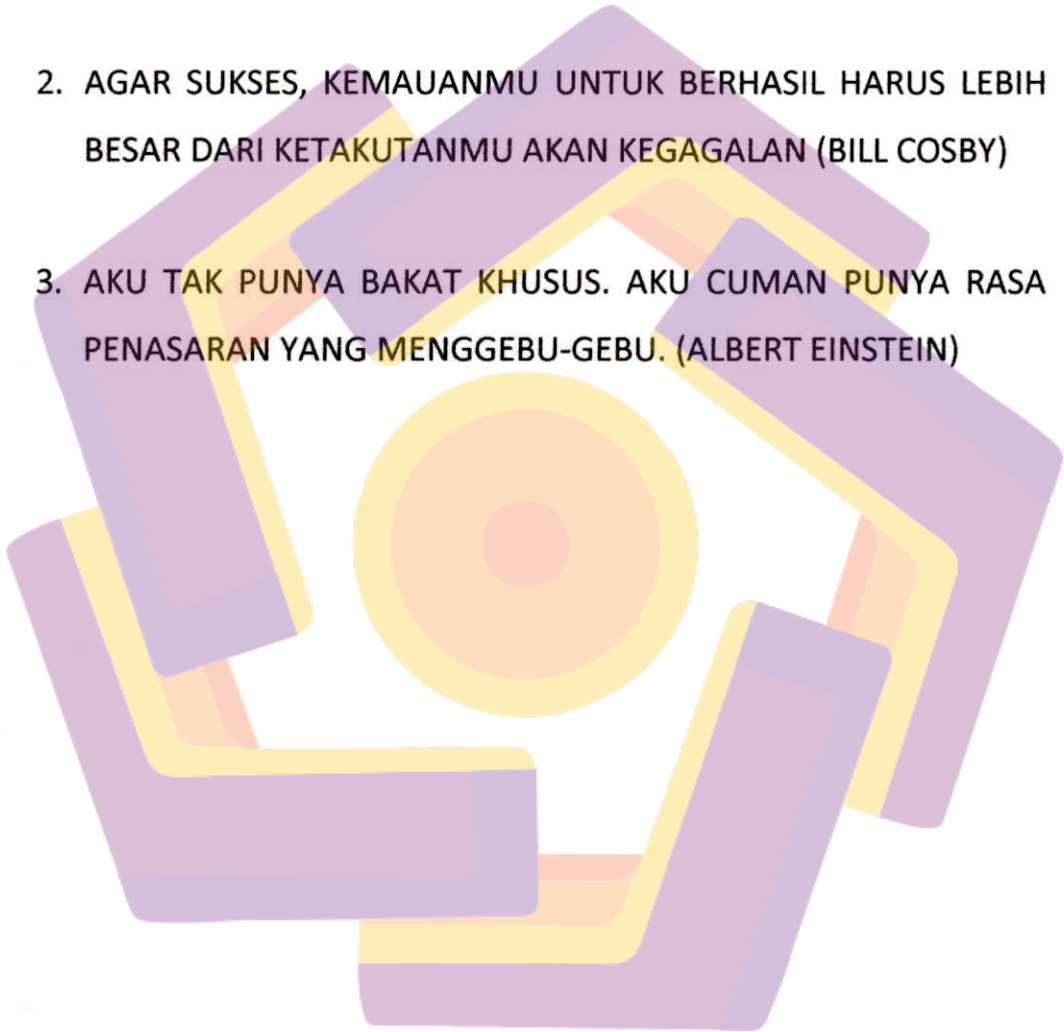 2. AGAR SUKSES, KEMAUANMU UNTUK BERHASIL HARUS LEBIH
BESAR DARI KETAKUTANMU AKAN KEGAGALAN (BILL COSBY)
3. AKU TAK PUNYA BAKAT KHUSUS. AKU CUMAN PUNYA RASA
PENASARAN YANG MENGGEBU-GEBU. (ALBERT EINSTEIN)